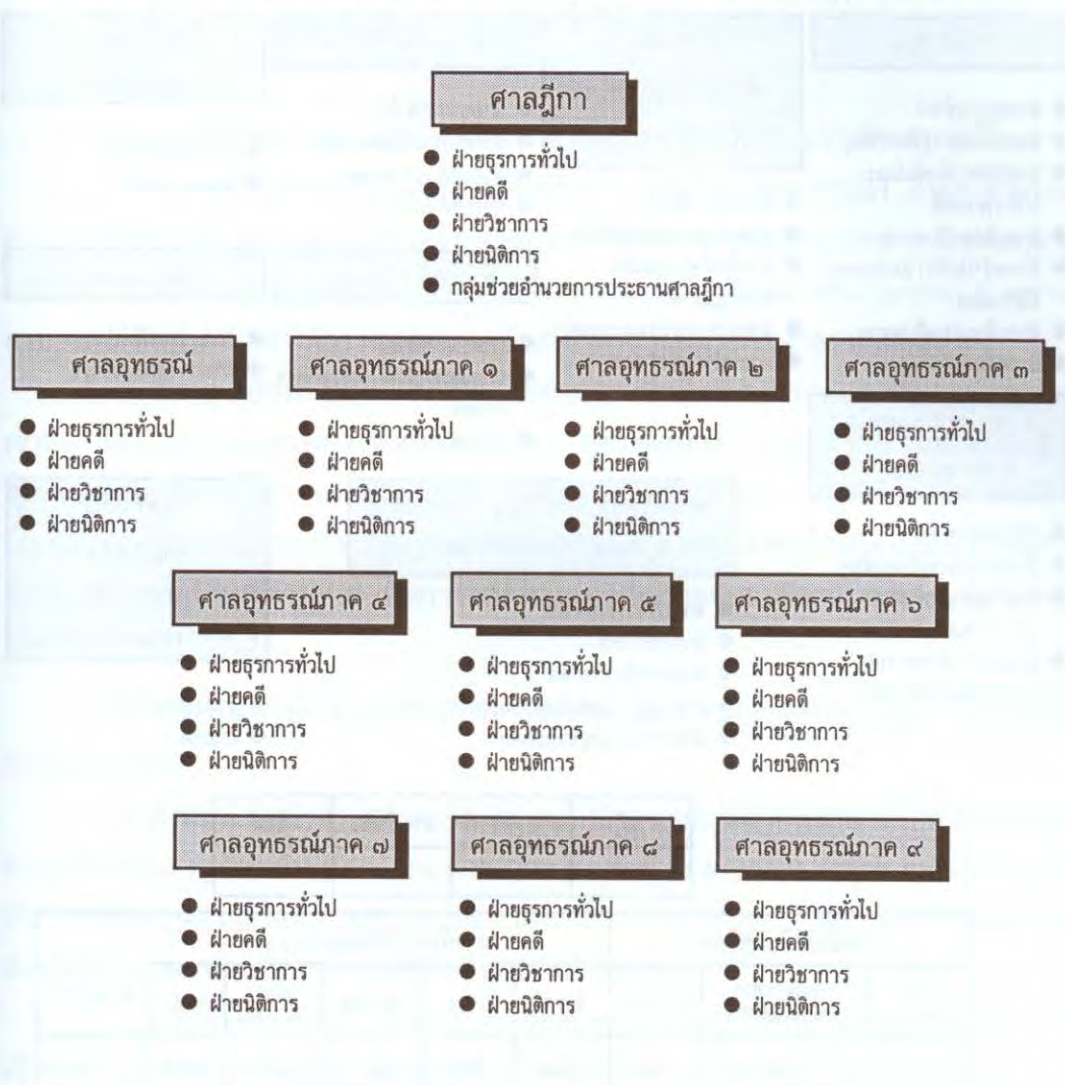 ศาลฎีกา
● ฝ่ายธุรการทั่วไป
● ฝ่ายคดี
● ฝ่ายวิชาการ
● ฝ่ายนิติการ
● กลุ่มช่วยอำนวยการประธานศาลฎีกา
ศาลอุทธรณ์
● ฝ่ายธุรการทั่วไป
● ฝ่ายคดี
● ฝ่ายวิชาการ
● ฝ่ายนิติการ
ศาลอุทธรณ์ภาค ๑
● ฝ่ายธุรการทั่วไป
● ฝ่ายคดี
● ฝ่ายวิชาการ
● ฝ่ายนิติการ
ศาลอุทธรณ์ภาค ๒
● ฝ่ายธุรการทั่วไป
● ฝ่ายคดี
● ฝ่ายวิชาการ
● ฝ่ายนิติการ
ศาลอุทธรณ์ภาค ๓
● ฝ่ายธุรการทั่วไป
● ฝ่ายคดี
● ฝ่ายวิชาการ
● ฝ่ายนิติการ
ศาลอุทธรณ์ภาค ๔
● ฝ่ายธุรการทั่วไป
● ฝ่ายคดี
● ฝ่ายวิชาการ
● ฝ่ายนิติการ
ศาลอุทธรณ์ภาค ๕
● ฝ่ายธุรการทั่วไป
● ฝ่ายคดี
● ฝ่ายวิชาการ
● ฝ่ายนิติการ
ศาลอุทธรณ์ภาค ๖
● ฝ่ายธุรการทั่วไป
● ฝ่ายคดี
● ฝ่ายวิชาการ
● ฝ่ายนิติการ
ศาลอุทธรณ์ภาค ๗
● ฝ่ายธุรการทั่วไป
● ฝ่ายคดี
● ฝ่ายวิชาการ
● ฝ่ายนิติการ
ศาลอุทธรณ์ภาค ๘
● ฝ่ายธุรการทั่วไป
● ฝ่ายคดี
● ฝ่ายวิชาการ
● ฝ่ายนิติการ
ศาลอุทธรณ์ภาค ๙
● ฝ่ายธุรการทั่วไป
● ฝ่ายคดี
● ฝ่ายวิชาการ
● ฝ่ายนิติการ